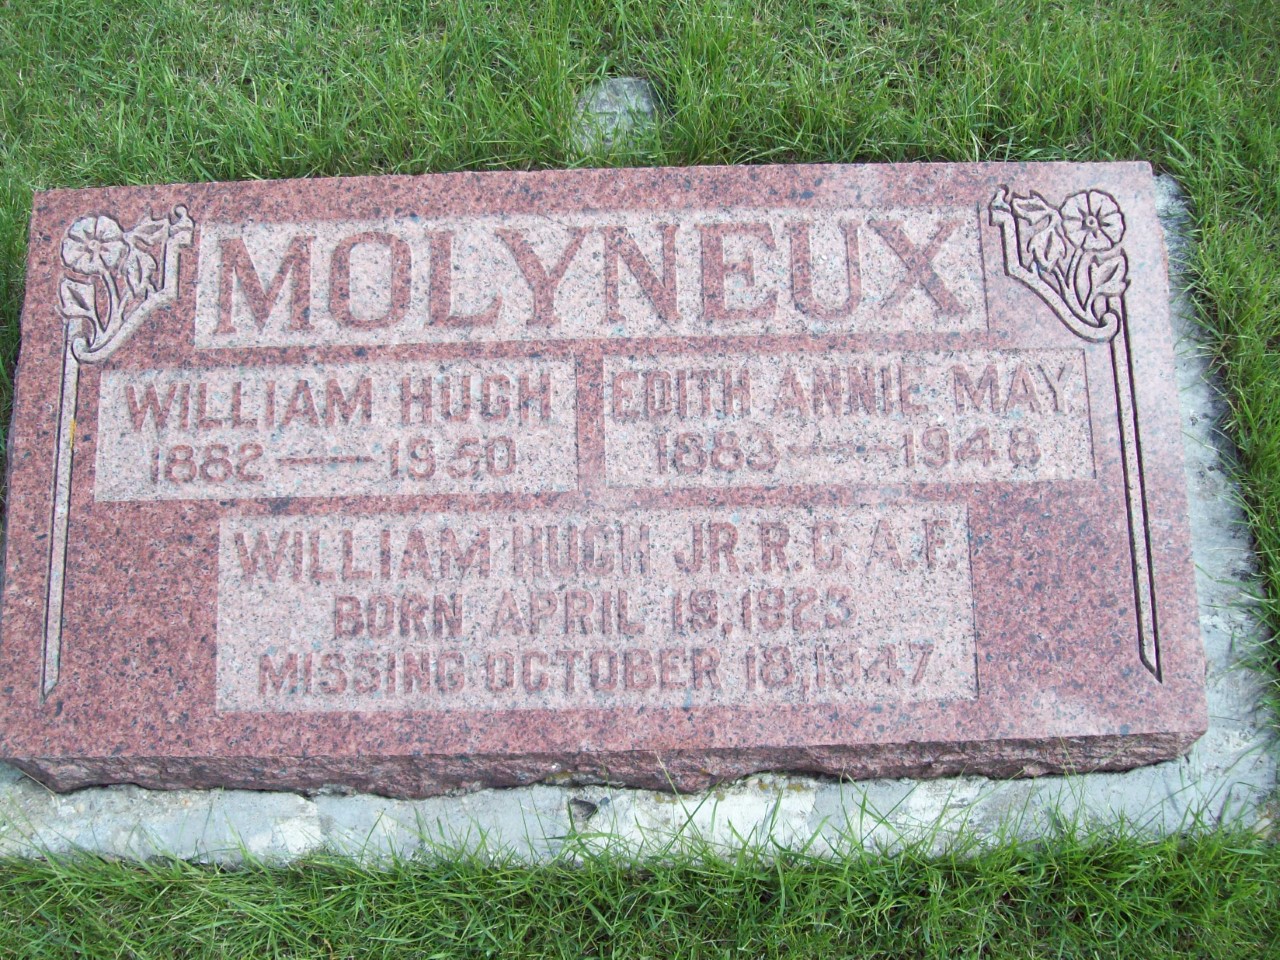 MOLYNEUX
WILLIAM HUGH
1882 — 1950
EDITH ANNIE MAY
1883 — 1948
WILLIAM HUGH JR. R.C.A.F.
BORN APRIL 19, 1923
MISSING OCTOBER 18, 1947